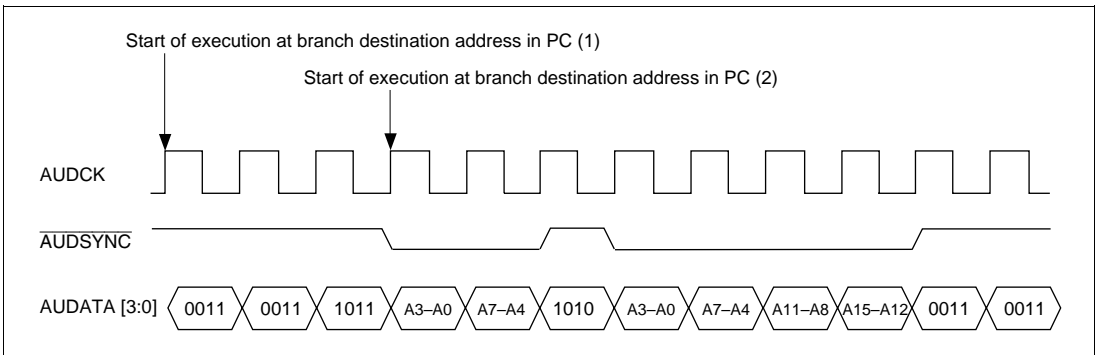 Start of execution at branch destination address in PC (1)
Start of execution at branch destination address in PC (2)
AUDCK
AUDSYNC
AUDATA [3:0] 0011 0011 1011 A3–A0 A7–A4 1010 A3–A0 A7–A4 A11–A8 A15–A12 0011 0011